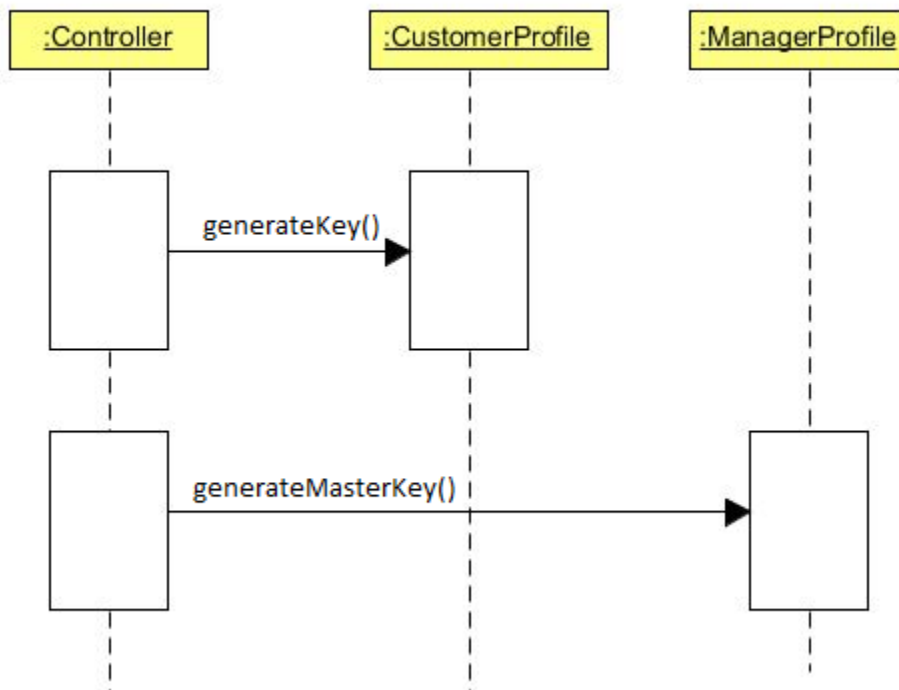 :Controller
:CustomerProfile
:ManagerProfile
generateKey()
generateMasterKey()